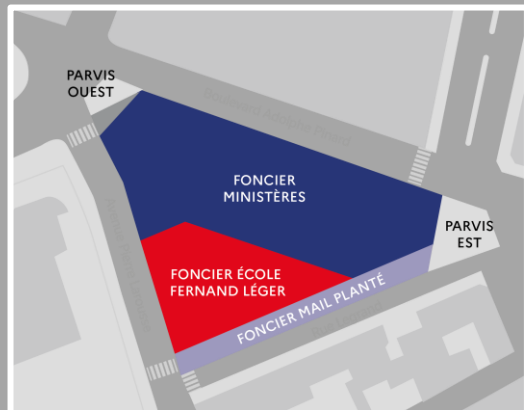 PARVIS
OUEST
FONCIER
MINISTÈRES
PARVIS
EST
FONCIER ÉCOLE
FERNAND LÉGER
FONCIER MAIL PLANTÉ